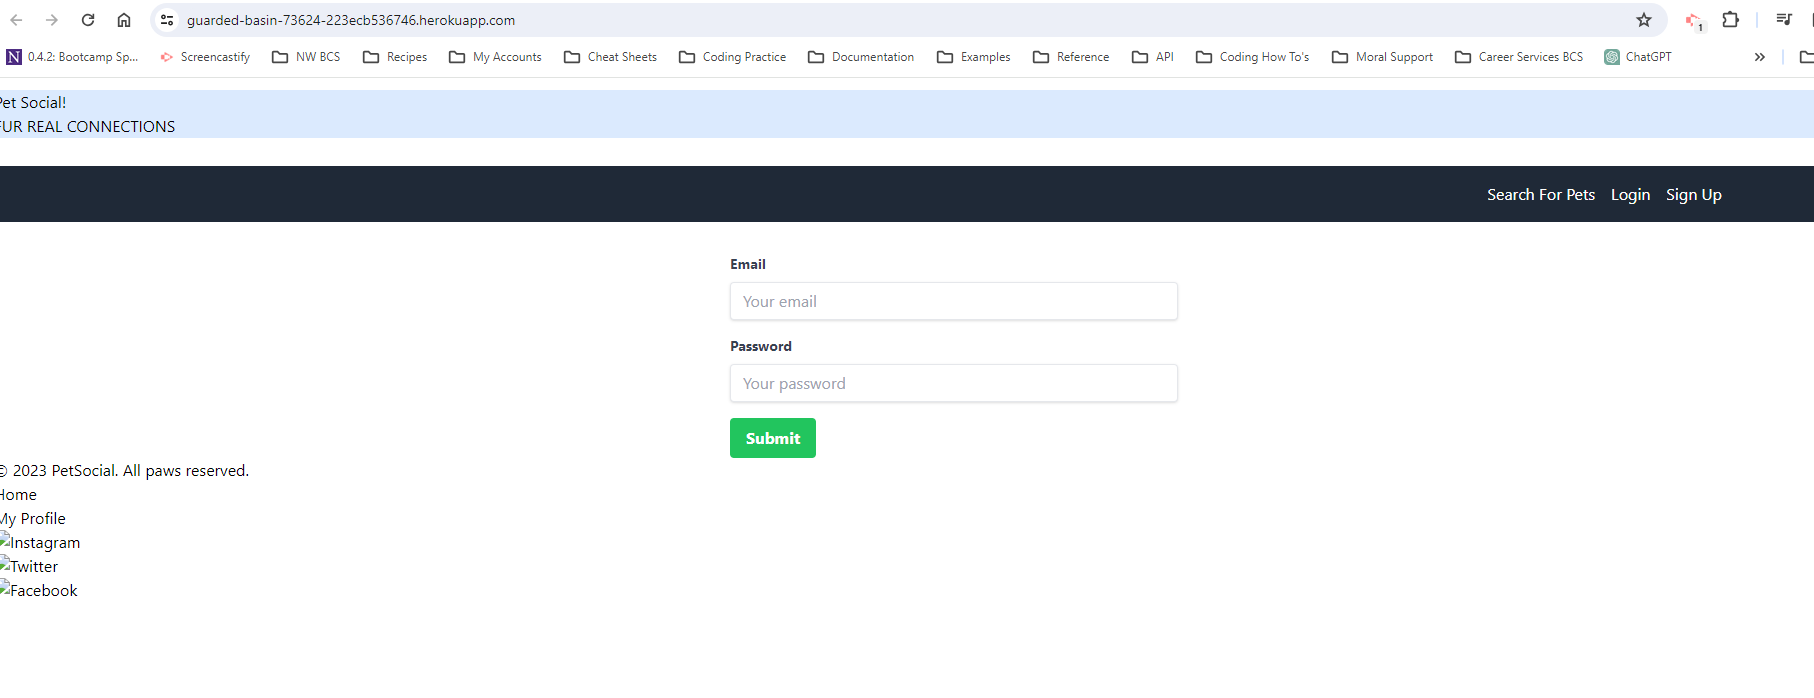 guarded-basin-73624-223ecb536746.herokuapp.com
1
N 0.4.2: Bootcamp Sp... Screencastify NW BCS Recipes My Accounts Cheat Sheets Coding Practice Documentation Examples Reference API Coding How To's Moral Support Career Services BCS ChatGPT »
Pet Social!
FUR REAL CONNECTIONS
Search For Pets Login Sign Up
Email
Your email
Password
Your password
Submit
© 2023 PetSocial. All paws reserved.
Home
My Profile
Instagram
Twitter
Facebook